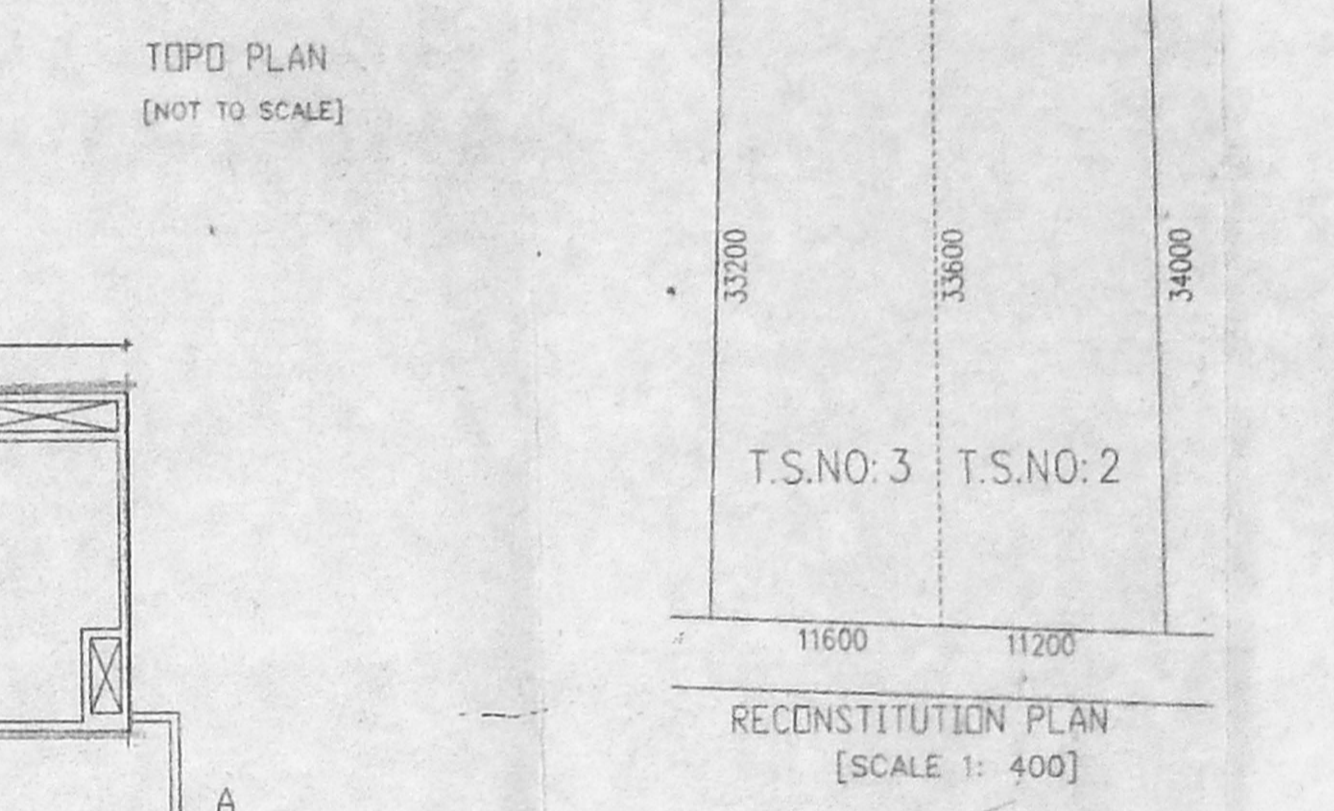 TOPO PLAN
[NOT TO SCALE]
33200
33600
34000
T.S.NO: 3
T.S.NO: 2
11600
11200
RECONSTITUTION PLAN
[SCALE 1: 400]
A